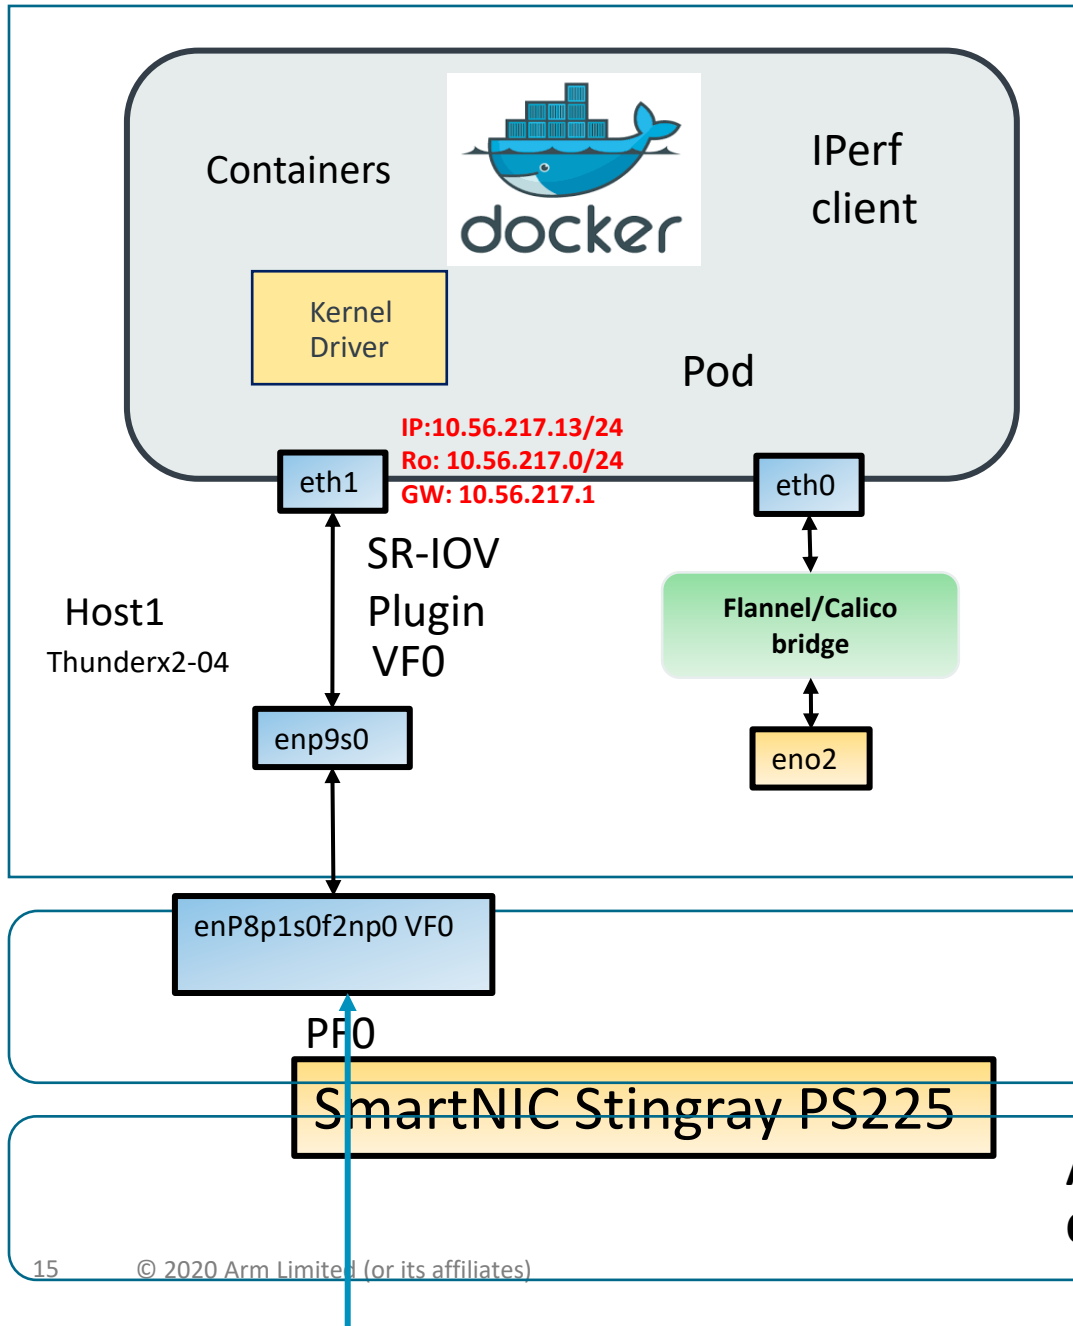 Containers
docker
IPerf
client
Kernel
Driver
Pod
IP:10.56.217.13/24
Ro: 10.56.217.0/24
GW: 10.56.217.1
eth1
eth0
SR-IOV
Plugin
VF0
Host1
Thunderx2-04
Flannel/Calico
bridge
enp9s0
eno2
enP8p1s0f2np0 VF0
PF0
SmartNIC Stingray PS225
15
© 2020 Arm Limited (or its affiliates)